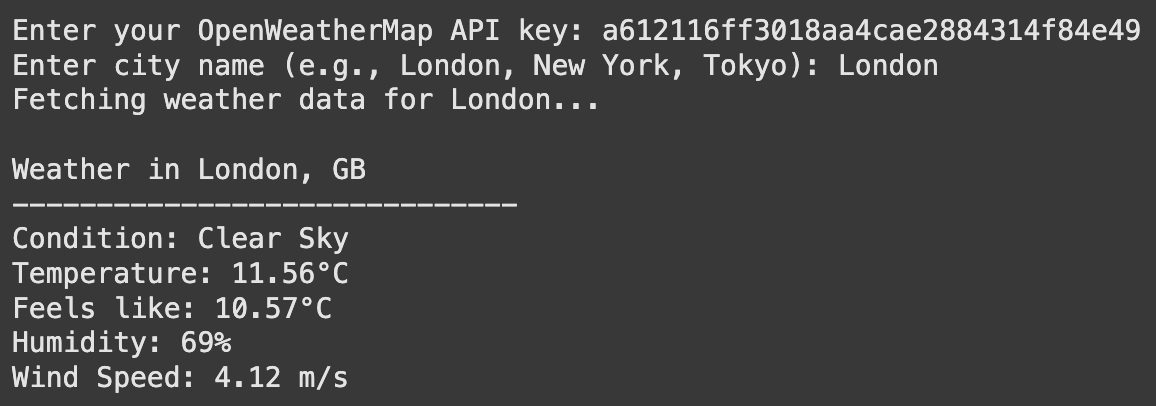 Enter your OpenWeatherMap API key: a612116ff3018aa4cae2884314f84e49
Enter city name (e.g., London, New York, Tokyo): London
Fetching weather data for London...
Weather in London, GB
------------------------------
Condition: Clear Sky
Temperature: 11.56°C
Feels like: 10.57°C
Humidity: 69%
Wind Speed: 4.12 m/s